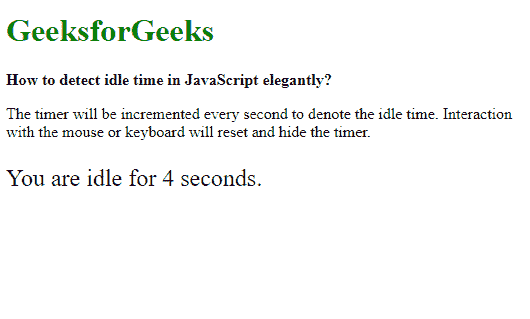 GeeksforGeeks
How to detect idle time in JavaScript elegantly?
The timer will be incremented every second to denote the idle time. Interaction
with the mouse or keyboard will reset and hide the timer.
You are idle for 4 seconds.